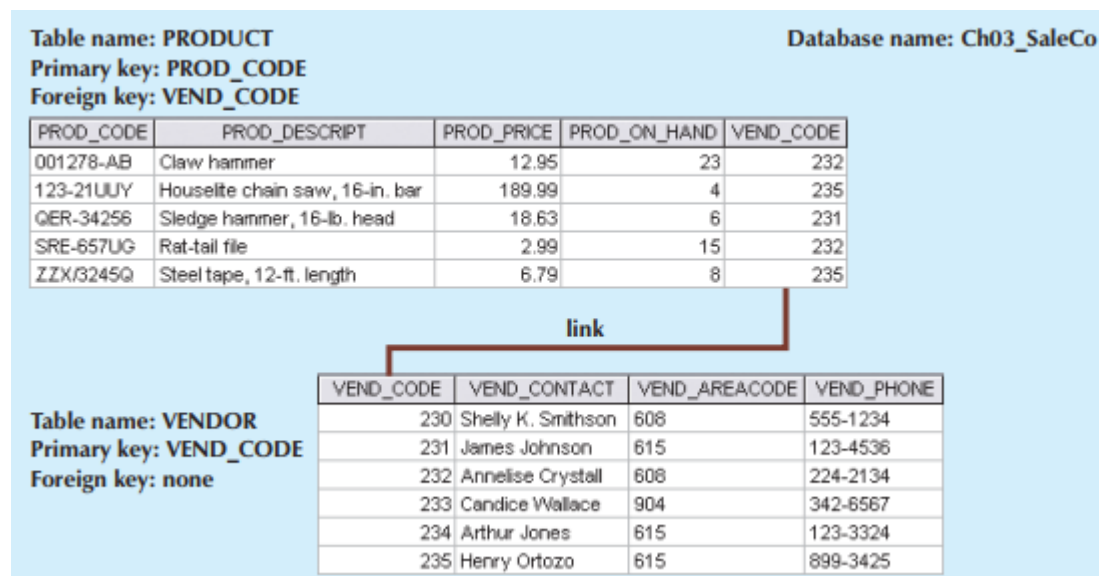 Table name: PRODUCT Database name: Ch03_SaleCo
Primary key: PROD_CODE
Foreign key: VEND_CODE
PROD_CODE PROD_DESCRIPT PROD_PRICE PROD_ON_HAND VEND_CODE
001278-AB Claw hammer 12.95 23 232
123-21UUY Houselite chain saw, 16-in. bar 189.99 4 235
QER-34256 Sledge hammer, 16-lb. head 18.63 6 231
SRE-657UG Rat-tail file 2.99 15 232
ZZX/3245Q Steel tape, 12-ft. length 6.79 8 235
link
Table name: VENDOR
Primary key: VEND_CODE
Foreign key: none
VEND_CODE VEND_CONTACT VEND_AREACODE VEND_PHONE
230 Shelly K. Smithson 608 555-1234
231 James Johnson 615 123-4536
232 Annelise Crystall 608 224-2134
233 Candice Wallace 904 342-6567
234 Arthur Jones 615 123-3324
235 Henry Ortozo 615 899-3425